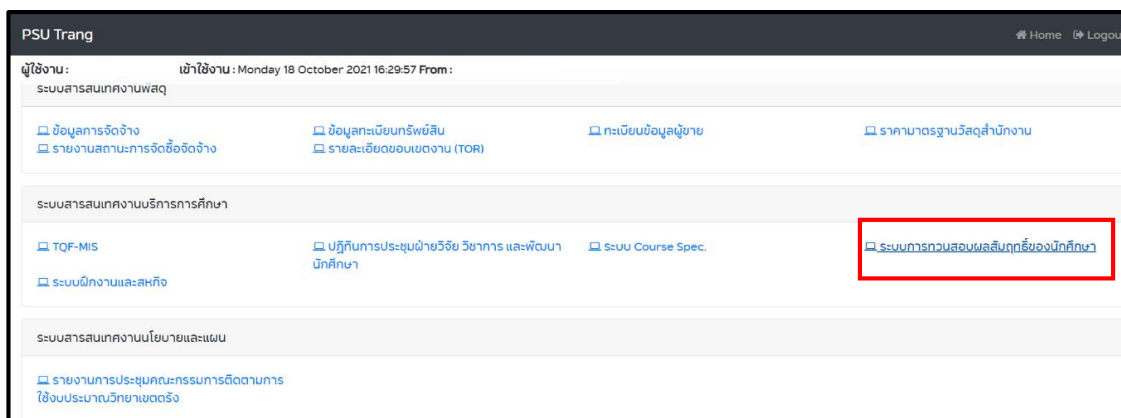 PSU Trang
Home Logou
ผู้ใช้งาน : เข้าใช้งาน : Monday 18 October 2021 16:29:57 From :
ระบบสารสนเทศงานพัสดุ
ข้อมูลการจัดจ้าง ข้อมูลทะเบียนทรัพย์สิน ทะเบียนข้อมูลผู้ขาย ราคามาตรฐานวัสดุสำนักงาน
รายงานสถานะการจัดซื้อจัดจ้าง รายละเอียดขอบเขตงาน (TOR)
ระบบสารสนเทศงานบริการการศึกษา
TQF-MIS ปฏิทินการประชุมฝ่ายวิจัย วิชาการ และพัฒนา ระบบ Course Spec. ระบบการทวนสอบผลสัมฤทธิ์ของนักศึกษา
นักศึกษา
ระบบฝึกงานและสหกิจ
ระบบสารสนเทศงานนโยบายและแผน
รายงานการประชุมคณะกรรมการติดตามการ
ใช้งบประมาณวิทยาเขตตรัง